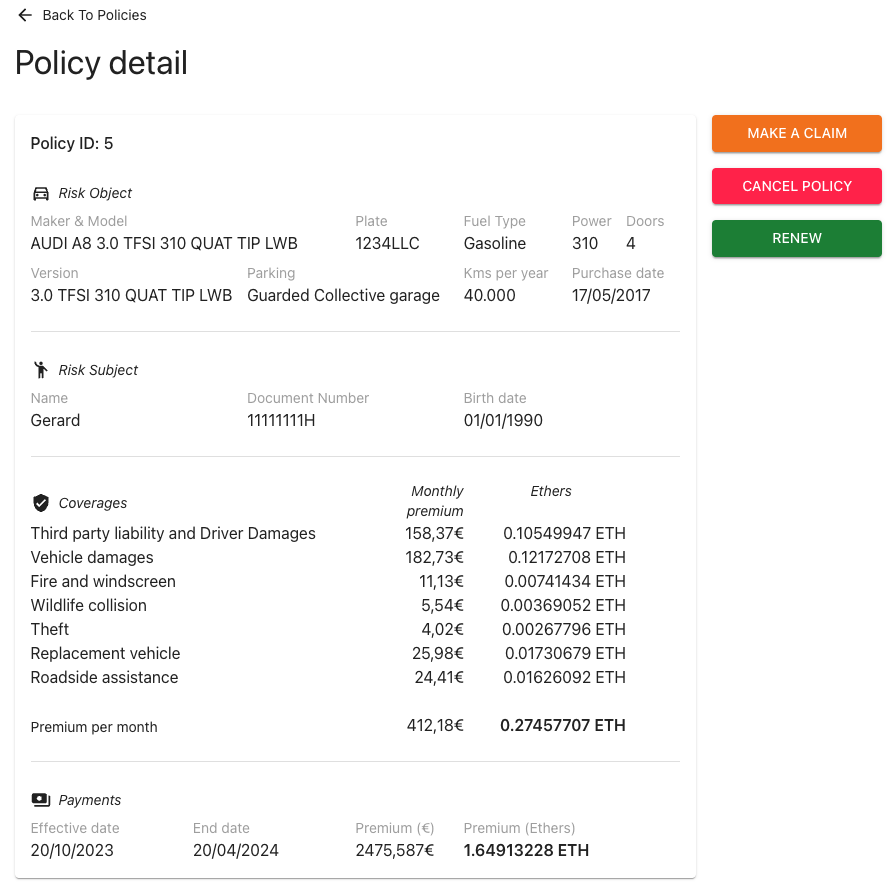 Back To Policies
Policy detail
Policy ID: 5
MAKE A CLAIM
CANCEL POLICY
RENEW
Risk Object
Maker & Model Plate Fuel Type Power Doors
AUDI A8 3.0 TFSI 310 QUAT TIP LWB 1234LLC Gasoline 310 4
Version Parking Kms per year Purchase date
3.0 TFSI 310 QUAT TIP LWB Guarded Collective garage 40.000 17/05/2017
Risk Subject
Name Document Number Birth date
Gerard 11111111H 01/01/1990
Coverages Monthly premium Ethers
Third party liability and Driver Damages 158,37€ 0.10549947 ETH
Vehicle damages 182,73€ 0.12172708 ETH
Fire and windscreen 11,13€ 0.00741434 ETH
Wildlife collision 5,54€ 0.00369052 ETH
Theft 4,02€ 0.00267796 ETH
Replacement vehicle 25,98€ 0.01730679 ETH
Roadside assistance 24,41€ 0.01626092 ETH
Premium per month 412,18€ 0.27457707 ETH
Payments
Effective date End date Premium (€) Premium (Ethers)
20/10/2023 20/04/2024 2475,587€ 1.64913228 ETH